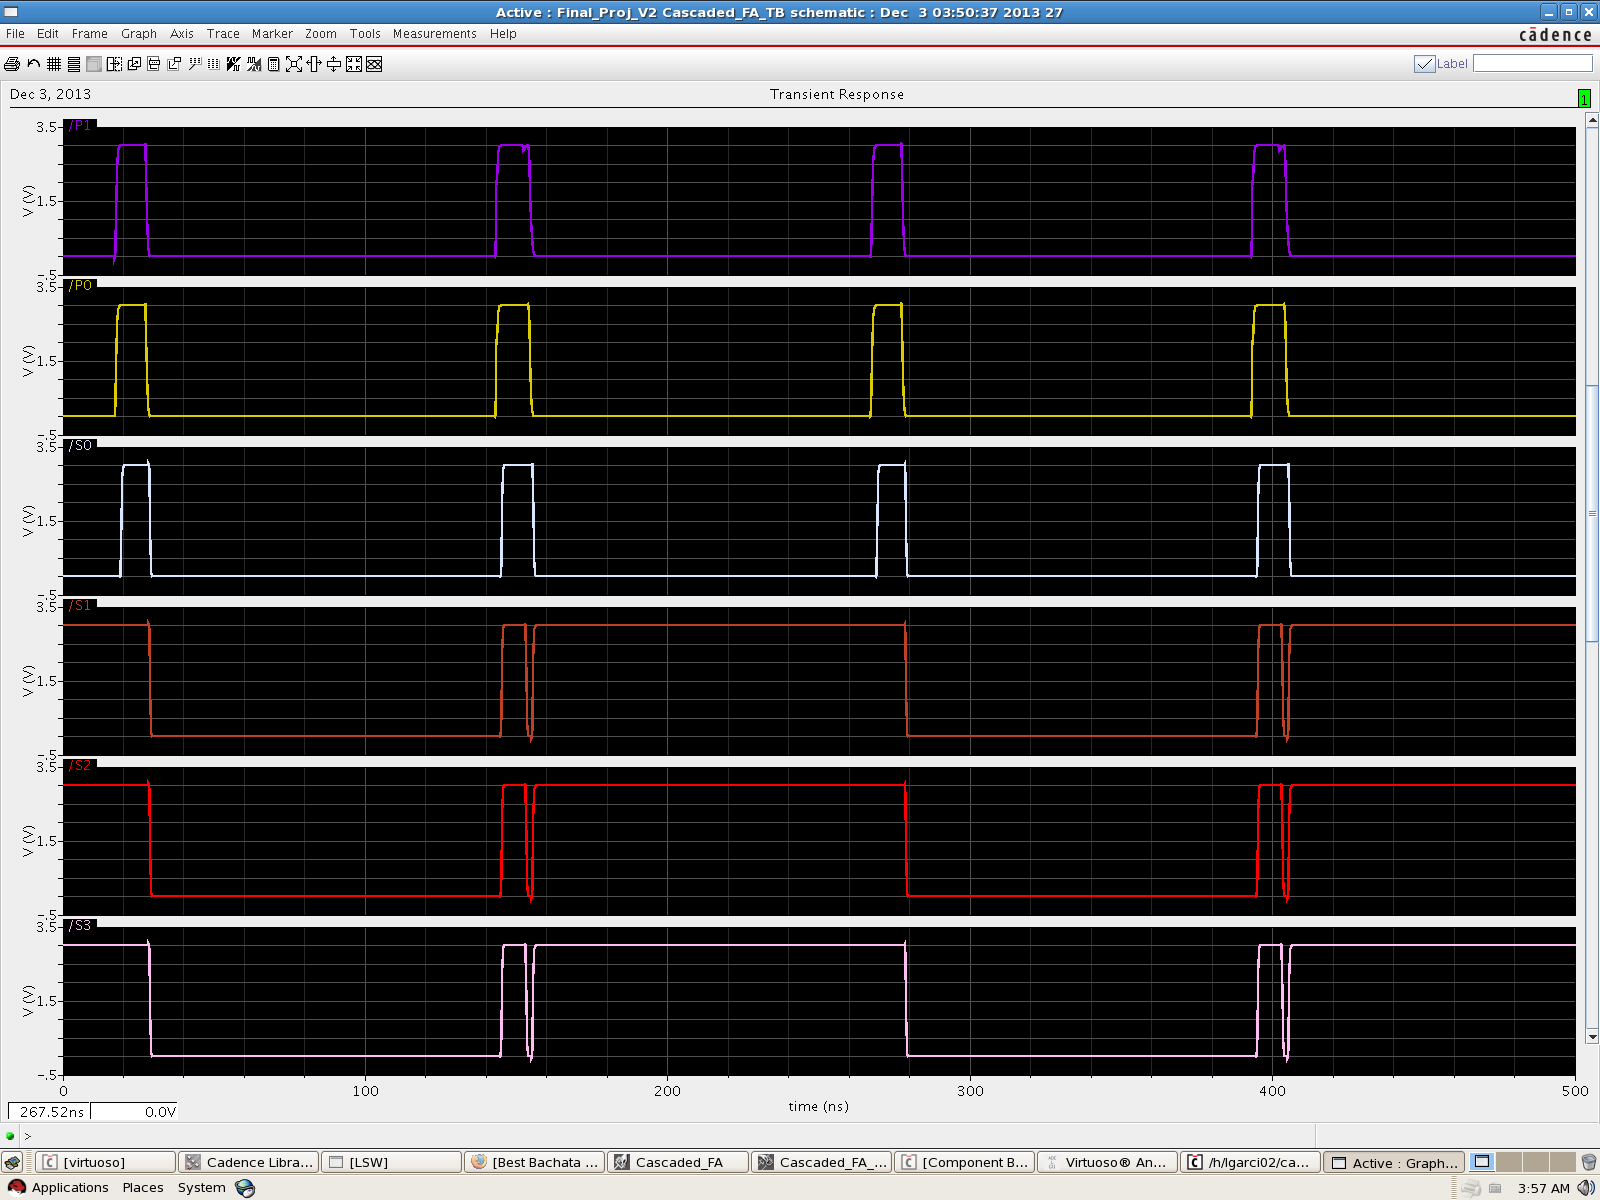 Active : Final_Proj_V2 Cascaded_FA_TB schematic : Dec  3 03:50:37 2013 27
File Edit Frame Graph Axis Trace Marker Zoom Tools Measurements Help
cādence
Label
Dec 3, 2013
Transient Response
1
/P1
3.5
V (V)
1.5
-.5
/P0
3.5
V (V)
1.5
-.5
/S0
3.5
V (V)
1.5
-.5
/S1
3.5
V (V)
1.5
-.5
/S2
3.5
V (V)
1.5
-.5
/S3
3.5
V (V)
1.5
-.5
0 100 200 300 400 500
time (ns)
267.52ns 0.0V
>
[virtuoso] Cadence Libra... [LSW] [Best Bachata ... Cascaded_FA Cascaded_FA_... [Component B... Virtuoso® An... /h/lgarci02/ca... Active : Graph...
Applications Places System 3:57 AM